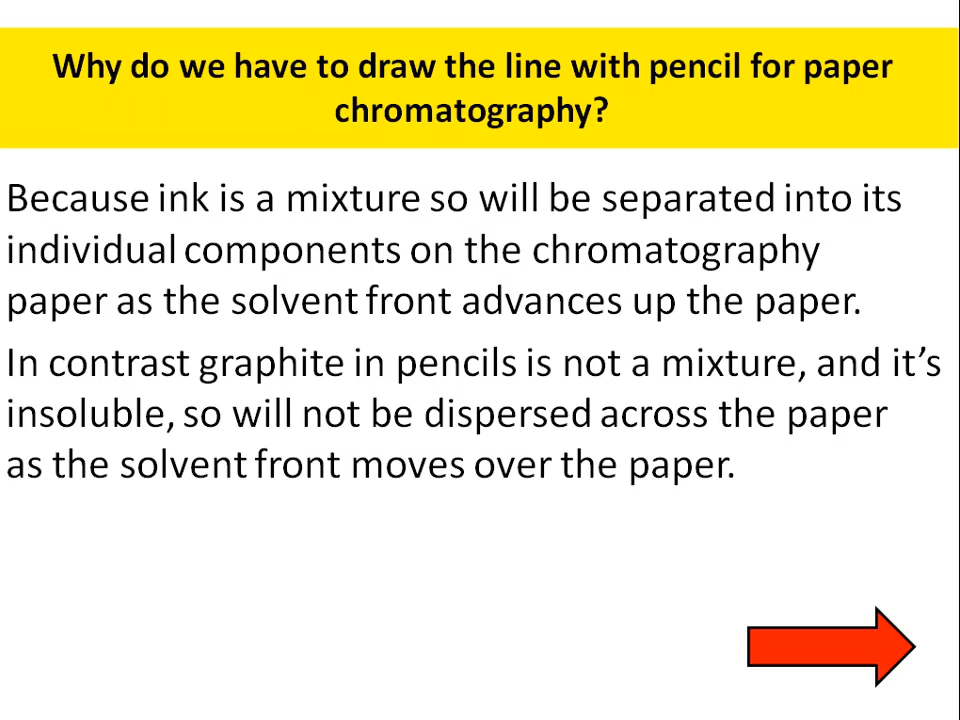 Why do we have to draw the line with pencil for paper
chromatography?
Because ink is a mixture so will be separated into its
individual components on the chromatography
paper as the solvent front advances up the paper.
In contrast graphite in pencils is not a mixture, and it’s
insoluble, so will not be dispersed across the paper
as the solvent front moves over the paper.